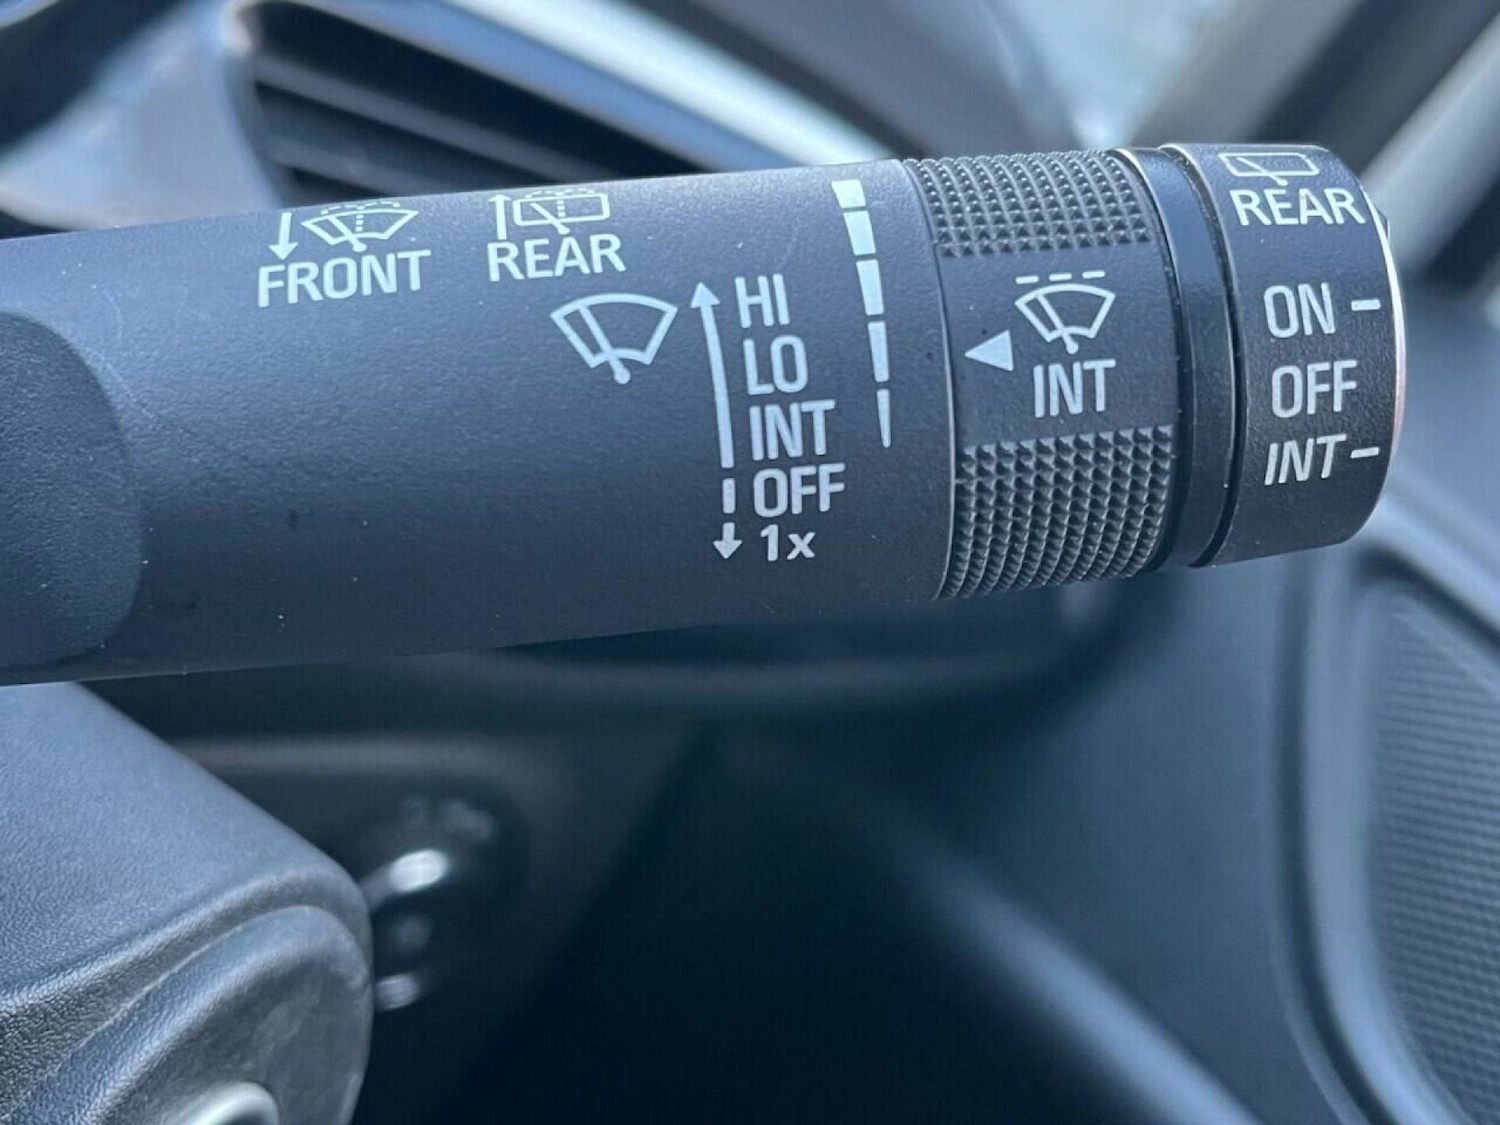 FRONT
REAR
HI
LO
INT
OFF
1x
INT
REAR
ON
OFF
INT